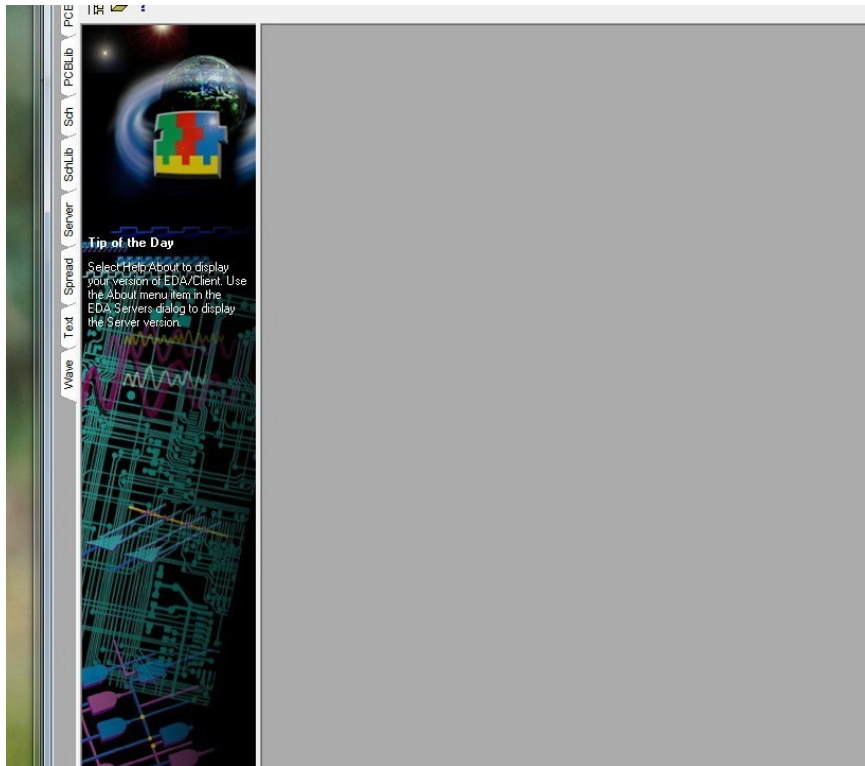 PCB
PCBLib
Sch
SchLib
Server
Spread
Text
Wave
Tip of the Day
Select Help About to display
your version of EDA/Client. Use
the About menu item in the
EDA Servers dialog to display
the Server version.